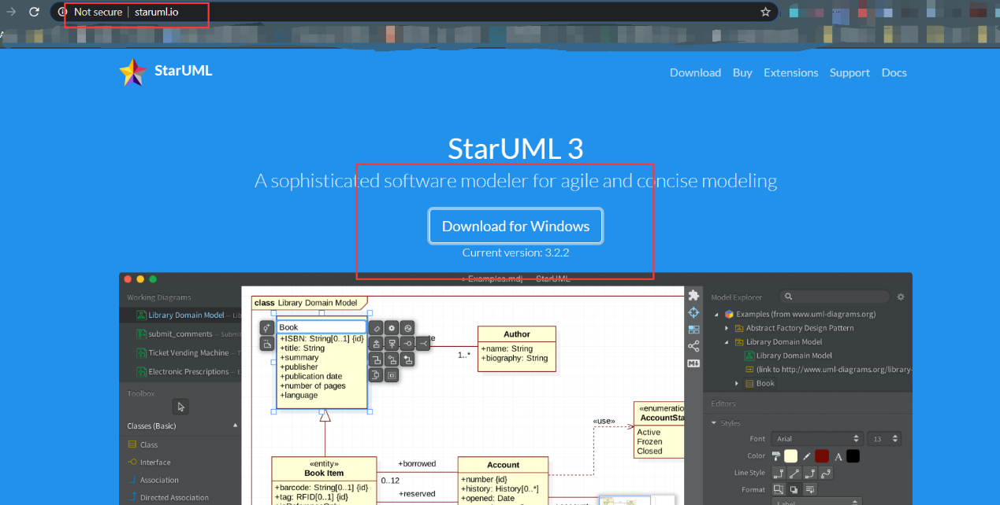 Not secure | staruml.io
StarUML
Download Buy Extensions Support Docs
StarUML 3
A sophisticated software modeler for agile and concise modeling
Download for Windows
Current version: 3.2.2
Examples.mdj — StarUML
Working Diagrams
Library Domain Model — Lib
submit_comments — Submit
Ticket Vending Machine —
Electronic Prescriptions — E
Toolbox
Classes (Basic)
Class
Interface
Association
Directed Association
class Library Domain Model
Book
+ISBN: String[0..1] {id}
+title: String
+summary
+publisher
+publication date
+number of pages
+language
1..*
Author
+name: String
+biography: String
«use»
«enumeratio
AccountSta
Active
Frozen
Closed
«entity»
Book Item
+barcode: String[0..1] {id}
+tag: RFID[0..1] {id}
+borrowed
0..12
+reserved
Account
+number {id}
+history: History[0..*]
+opened: Date
Model Explorer
Examples (from www.uml-diagrams.org)
Abstract Factory Design Pattern
Library Domain Model
Library Domain Model
(link to http://www.uml-diagrams.org/library-
Book
Editors
Styles
Font Arial 13
Color A
Line Style
Format
Label